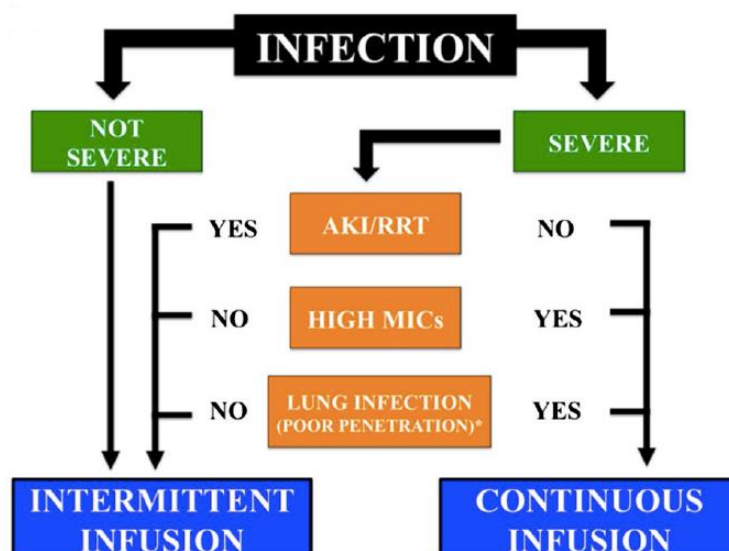 INFECTION
NOT
SEVERE
SEVERE
YES
AKI/RRT
NO
NO
HIGH MICs
YES
NO
LUNG INFECTION
(POOR PENETRATION)*
YES
INTERMITTENT
INFUSION
CONTINUOUS
INFUSION